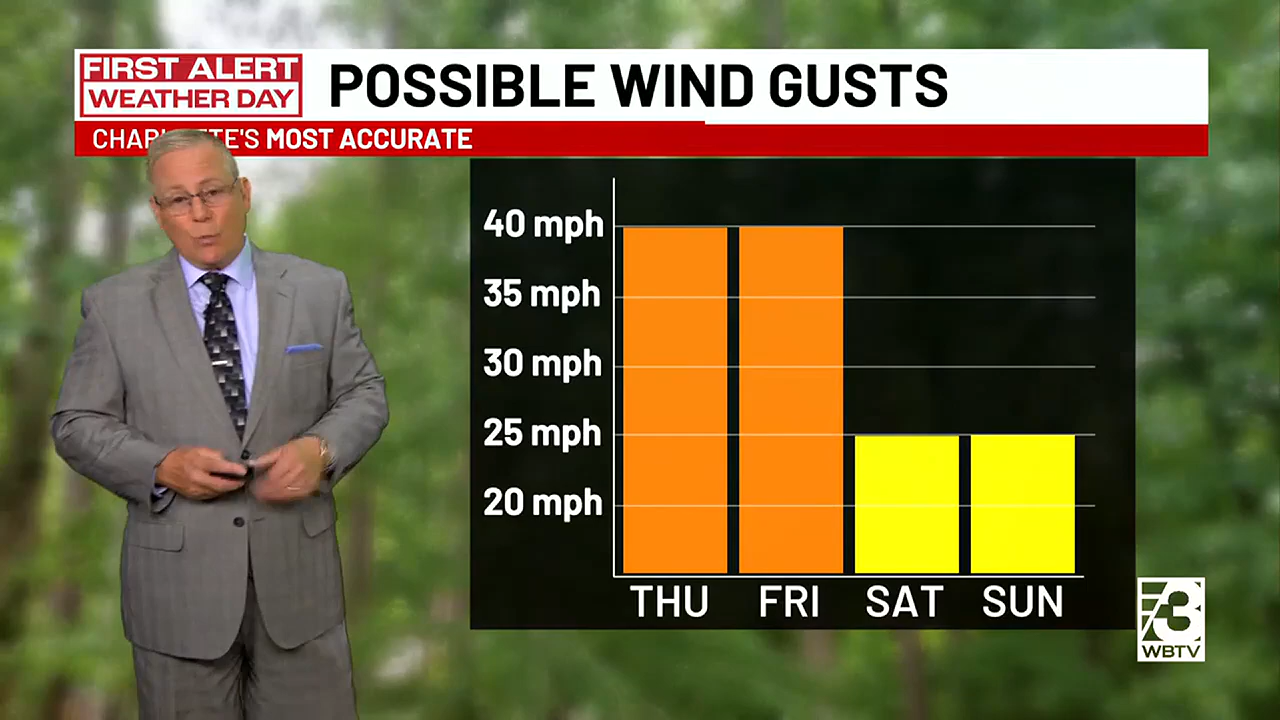 FIRST ALERT
WEATHER DAY
POSSIBLE WIND GUSTS
MOST ACCURATE
40 mph
35 mph
30 mph
25 mph
20 mph
THU FRI SAT SUN
3
WBTV